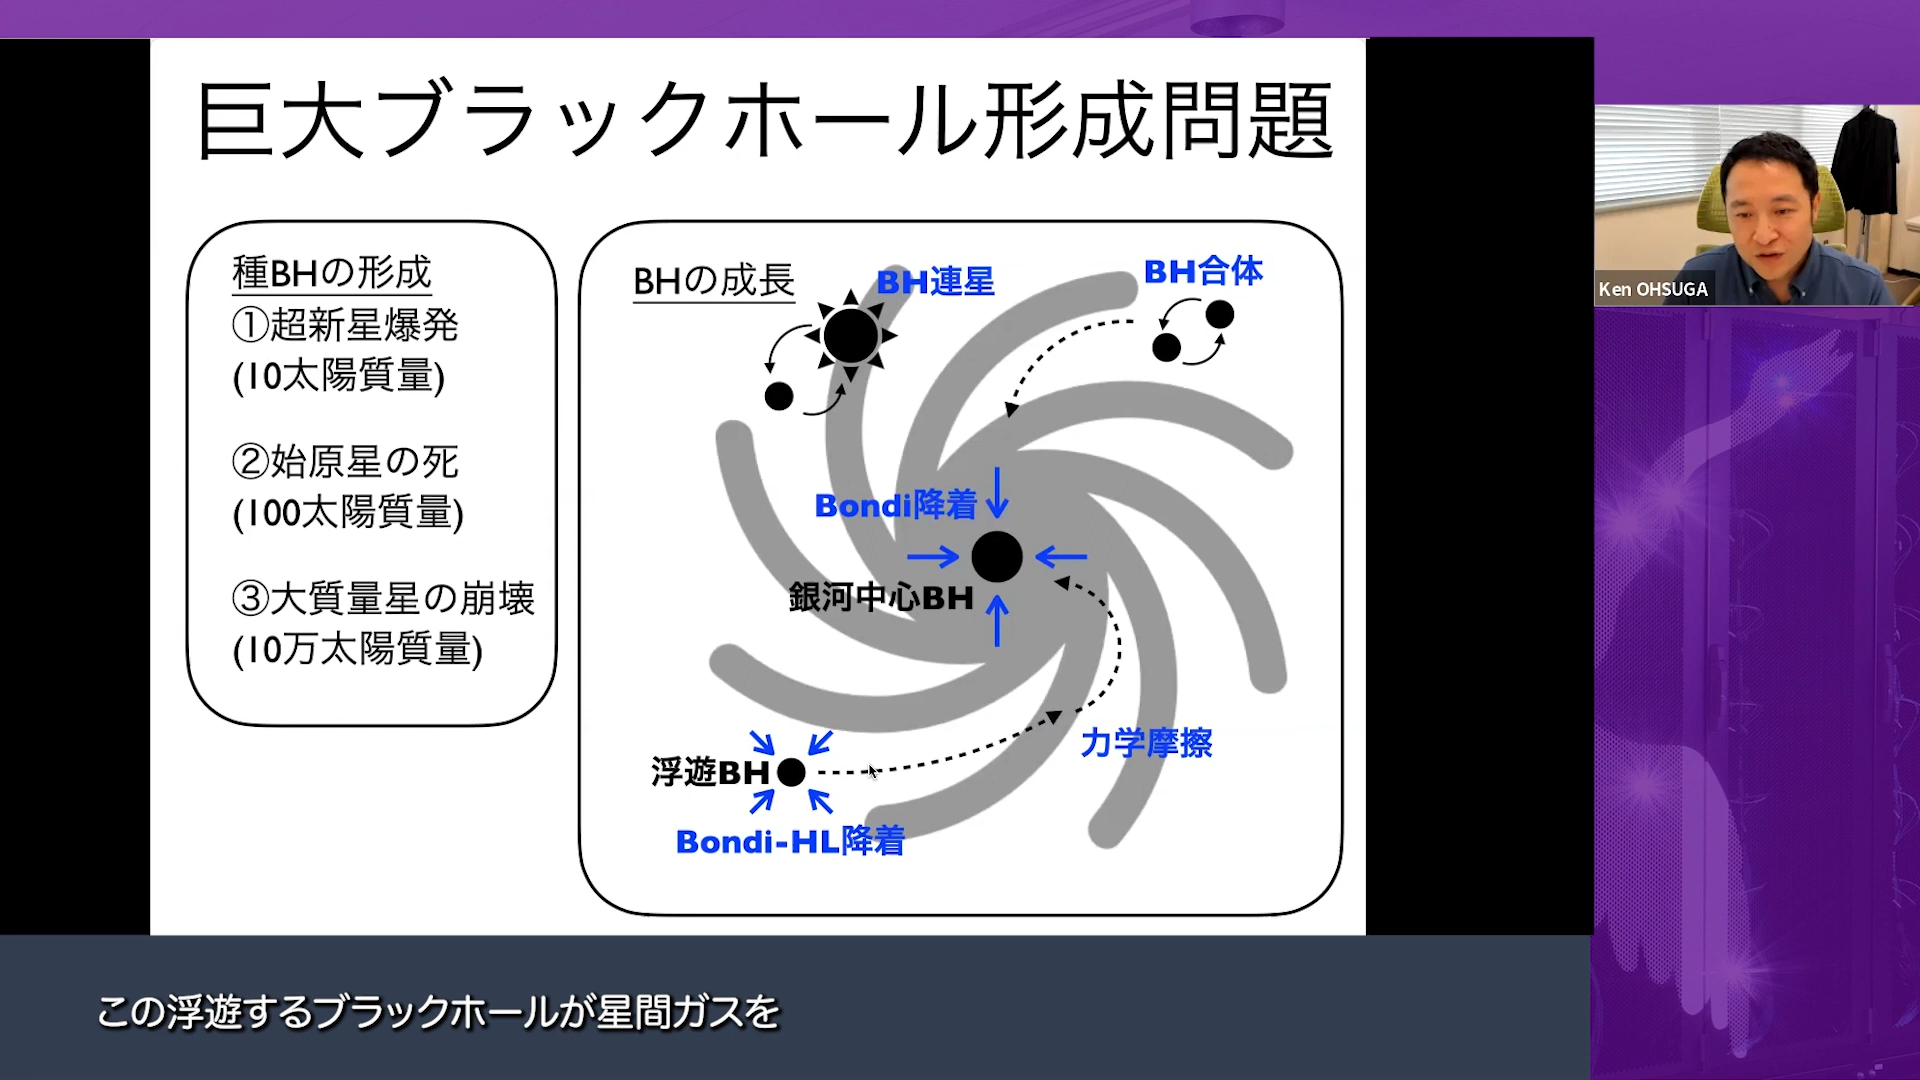 巨大ブラックホール形成問題
種BHの形成
①超新星爆発
(10太陽質量)
②始原星の死
(100太陽質量)
③大質量星の崩壊
(10万太陽質量)
BHの成長
BH連星
BH合体
Bondi降着
銀河中心BH
力学摩擦
浮遊BH
Bondi-HL降着
Ken OHSUGA
この浮遊するブラックホールが星間ガスを